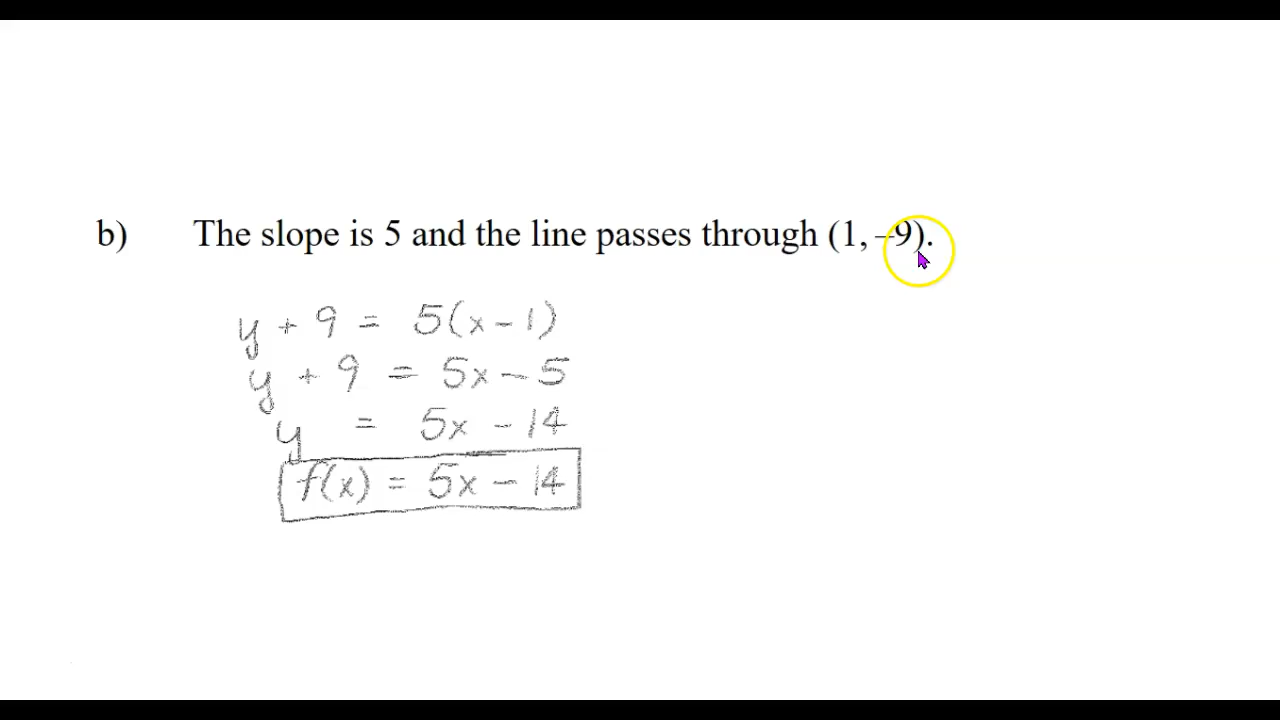 b) The slope is 5 and the line passes through (1, –9).
y + 9 = 5(x – 1)
y + 9 = 5x – 5
y = 5x – 14
f(x) = 5x – 14